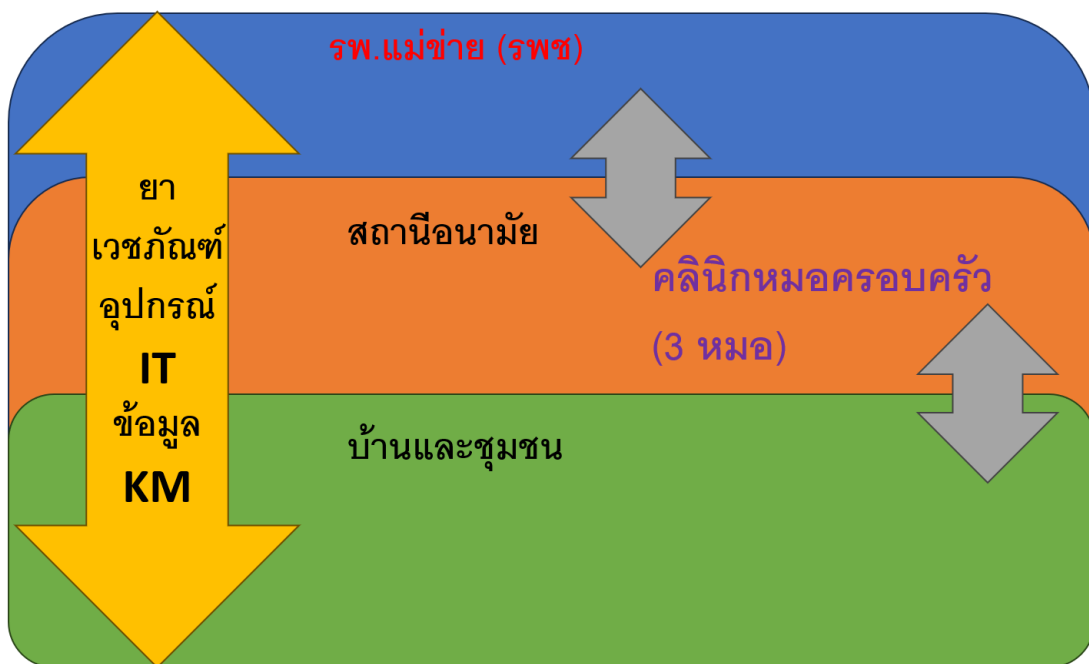 รพ.แม่ข่าย (รพช)
ยา
เวชภัณฑ์
อุปกรณ์
IT
ข้อมูล
KM
สถานีอนามัย
คลินิกหมอครอบครัว
(3 หมอ)
บ้านและชุมชน